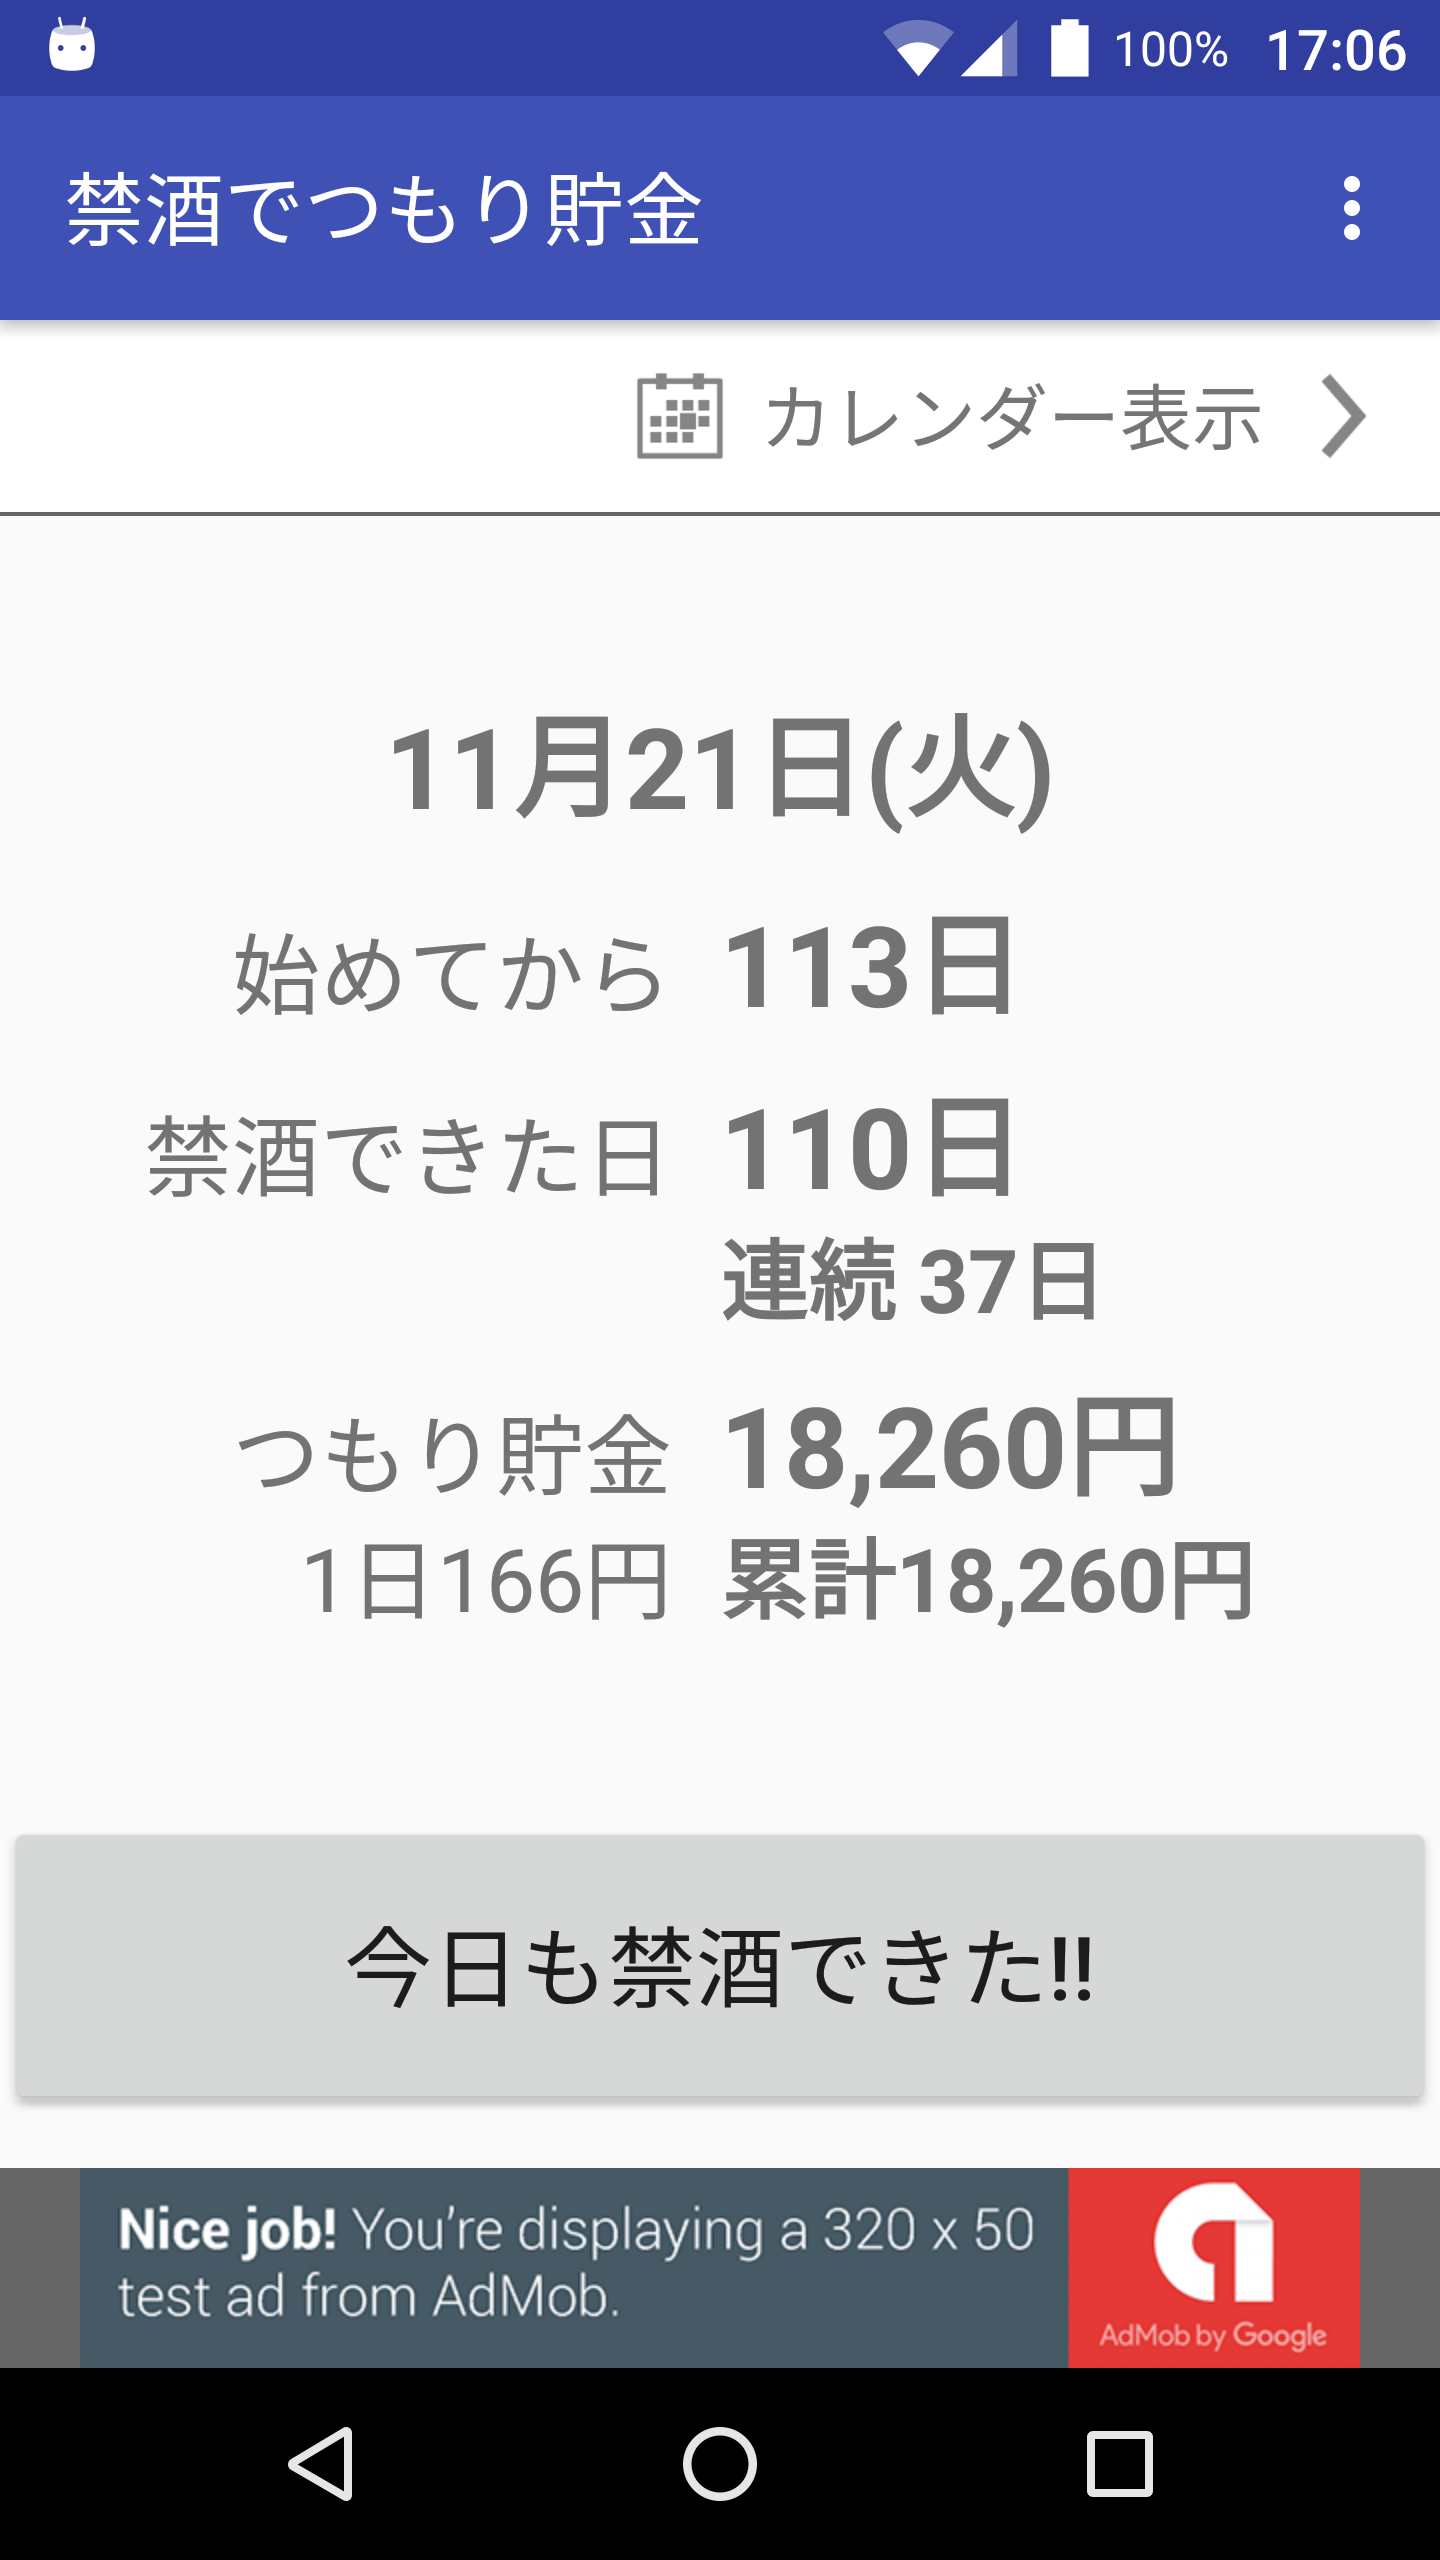 100% 17:06
禁酒でつもり貯金
カレンダー表示
11月21日(火)
始めてから 113日
禁酒できた日 110日
連続 37日
つもり貯金 18,260円
1日166円 累計18,260円
今日も禁酒できた!!
Nice job! You're displaying a 320 x 50
test ad from AdMob.
AdMob by Google